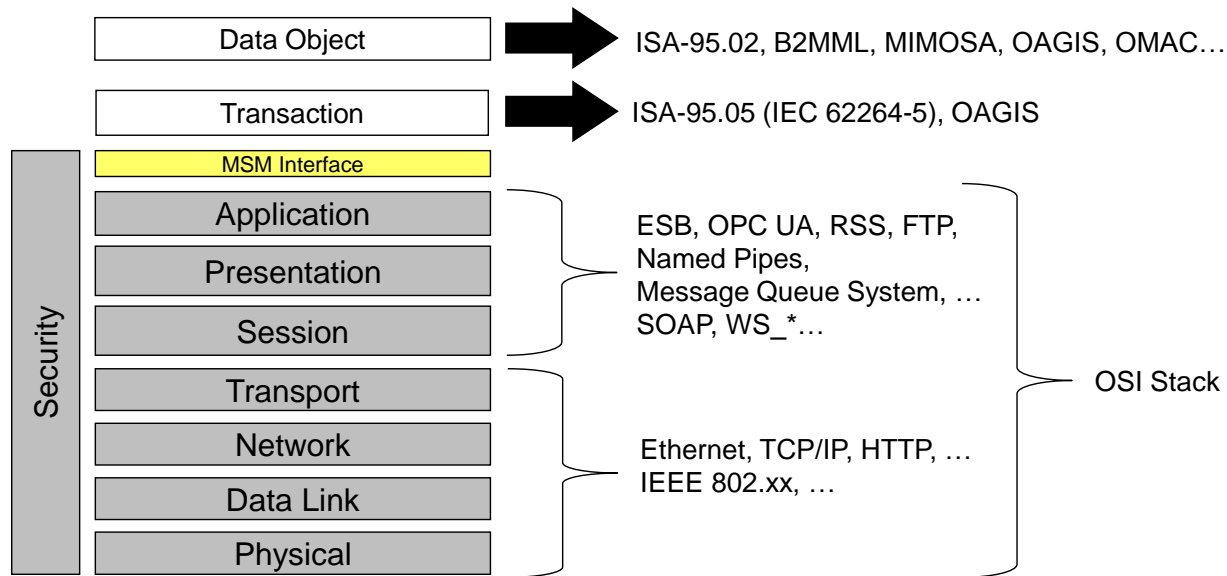 Data Object
ISA-95.02, B2MML, MIMOSA, OAGIS, OMAC…
Transaction
ISA-95.05 (IEC 62264-5), OAGIS
MSM Interface
Security
Application
Presentation
Session
ESB, OPC UA, RSS, FTP,
Named Pipes,
Message Queue System, …
SOAP, WS_*…
Transport
Network
Data Link
Physical
Ethernet, TCP/IP, HTTP, …
IEEE 802.xx, …
OSI Stack